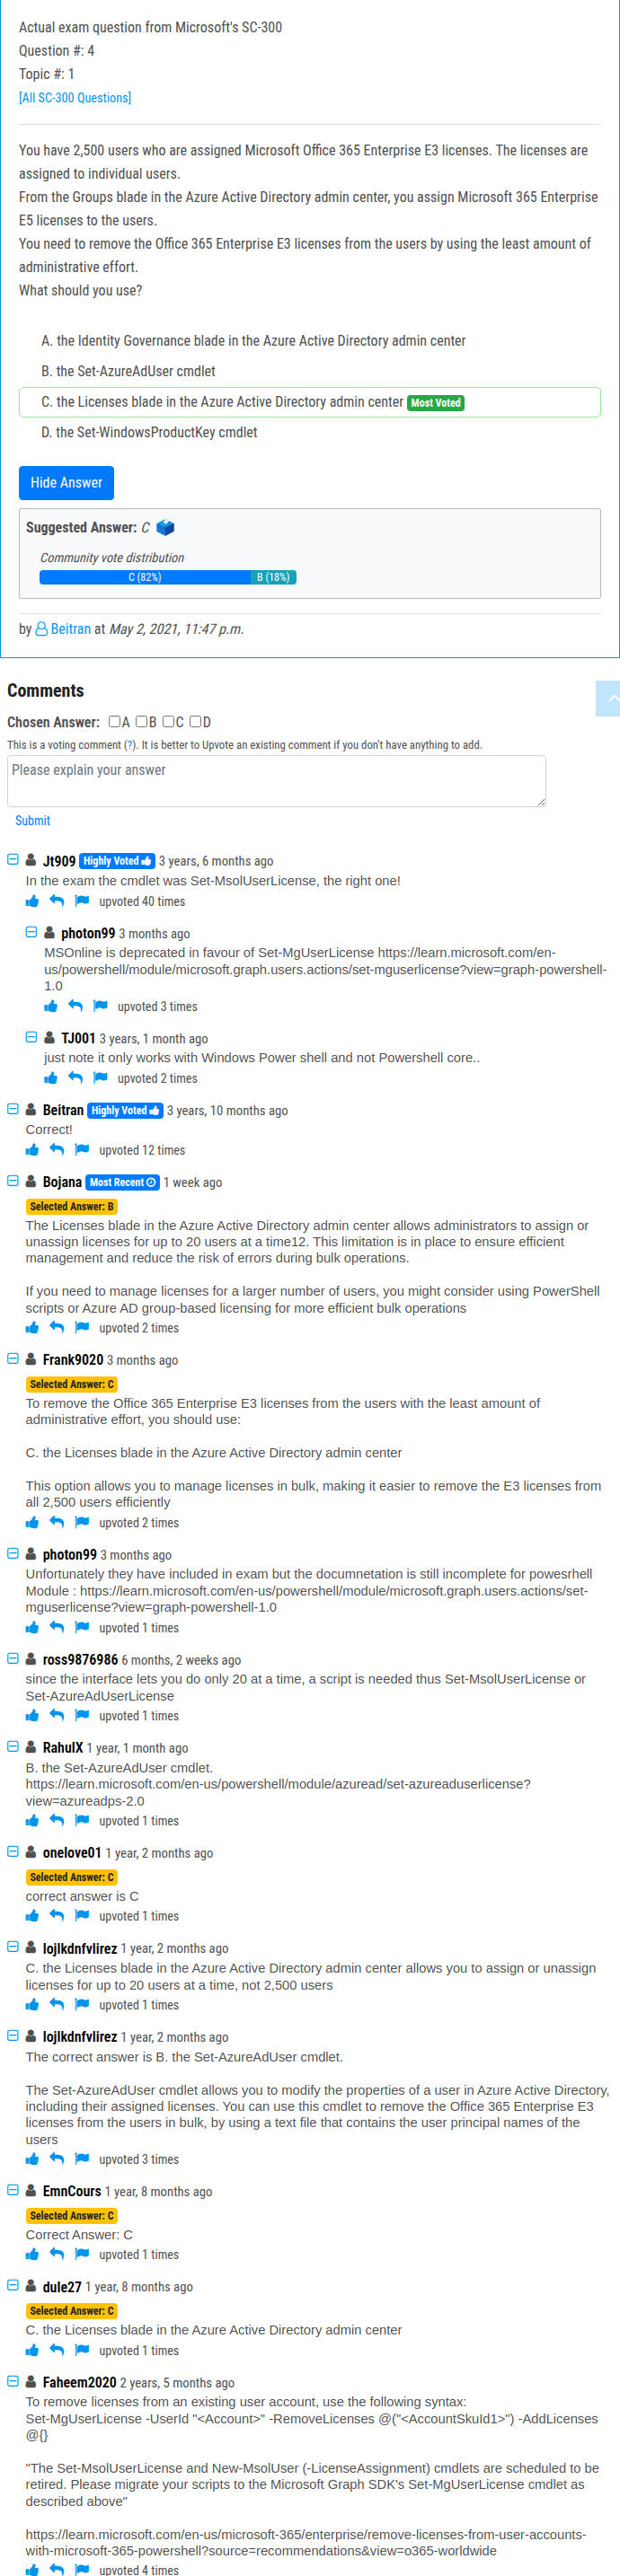 Actual exam question from Microsoft's SC-300
Question #: 4
Topic #: 1
[All SC-300 Questions]
You have 2,500 users who are assigned Microsoft Office 365 Enterprise E3 licenses. The licenses are
assigned to individual users.
From the Groups blade in the Azure Active Directory admin center, you assign Microsoft 365 Enterprise
E5 licenses to the users.
You need to remove the Office 365 Enterprise E3 licenses from the users by using the least amount of
administrative effort.
What should you use?
A. the Identity Governance blade in the Azure Active Directory admin center
B. the Set-AzureAdUser cmdlet
C. the Licenses blade in the Azure Active Directory admin center Most Voted
D. the Set-WindowsProductKey cmdlet
Hide Answer
Suggested Answer: C
Community vote distribution
C (82%) B (18%)
by Beitran at May 2, 2021, 11:47 p.m.
Comments
Chosen Answer: A B C D
This is a voting comment (?). It is better to Upvote an existing comment if you don't have anything to add.
Please explain your answer
Submit
Jt909 Highly Voted 3 years, 6 months ago
In the exam the cmdlet was Set-MsolUserLicense, the right one!
upvoted 40 times
photon99 3 months ago
MSOnline is deprecated in favour of Set-MgUserLicense https://learn.microsoft.com/en-
us/powershell/module/microsoft.graph.users.actions/set-mguserlicense?view=graph-powershell-
1.0
upvoted 3 times
TJ001 3 years, 1 month ago
just note it only works with Windows Power shell and not Powershell core..
upvoted 2 times
Beitran Highly Voted 3 years, 10 months ago
Correct!
upvoted 12 times
Bojana Most Recent 1 week ago
Selected Answer: B
The Licenses blade in the Azure Active Directory admin center allows administrators to assign or
unassign licenses for up to 20 users at a time12. This limitation is in place to ensure efficient
management and reduce the risk of errors during bulk operations.
If you need to manage licenses for a larger number of users, you might consider using PowerShell
scripts or Azure AD group-based licensing for more efficient bulk operations
upvoted 2 times
Frank9020 3 months ago
Selected Answer: C
To remove the Office 365 Enterprise E3 licenses from the users with the least amount of
administrative effort, you should use:
C. the Licenses blade in the Azure Active Directory admin center
This option allows you to manage licenses in bulk, making it easier to remove the E3 licenses from
all 2,500 users efficiently
upvoted 2 times
photon99 3 months ago
Unfortunately they have included in exam but the documnetation is still incomplete for powesrhell
Module : https://learn.microsoft.com/en-us/powershell/module/microsoft.graph.users.actions/set-
mguserlicense?view=graph-powershell-1.0
upvoted 1 times
ross9876986 6 months, 2 weeks ago
since the interface lets you do only 20 at a time, a script is needed thus Set-MsolUserLicense or
Set-AzureAdUserLicense
upvoted 1 times
RahulX 1 year, 1 month ago
B. the Set-AzureAdUser cmdlet.
https://learn.microsoft.com/en-us/powershell/module/azuread/set-azureaduserlicense?
view=azureadps-2.0
upvoted 1 times
onelove01 1 year, 2 months ago
Selected Answer: C
correct answer is C
upvoted 1 times
lojlkdnfvlirez 1 year, 2 months ago
C. the Licenses blade in the Azure Active Directory admin center allows you to assign or unassign
licenses for up to 20 users at a time, not 2,500 users
upvoted 1 times
lojlkdnfvlirez 1 year, 2 months ago
The correct answer is B. the Set-AzureAdUser cmdlet.
The Set-AzureAdUser cmdlet allows you to modify the properties of a user in Azure Active Directory,
including their assigned licenses. You can use this cmdlet to remove the Office 365 Enterprise E3
licenses from the users in bulk, by using a text file that contains the user principal names of the
users
upvoted 3 times
EmnCours 1 year, 8 months ago
Selected Answer: C
Correct Answer: C
upvoted 1 times
dule27 1 year, 8 months ago
Selected Answer: C
C. the Licenses blade in the Azure Active Directory admin center
upvoted 1 times
Faheem2020 2 years, 5 months ago
To remove licenses from an existing user account, use the following syntax:
Set-MgUserLicense -UserId "<Account>" -RemoveLicenses @("<AccountSkuId1>") -AddLicenses
@{}
"The Set-MsolUserLicense and New-MsolUser (-LicenseAssignment) cmdlets are scheduled to be
retired. Please migrate your scripts to the Microsoft Graph SDK's Set-MgUserLicense cmdlet as
described above"
https://learn.microsoft.com/en-us/microsoft-365/enterprise/remove-licenses-from-user-accounts-
with-microsoft-365-powershell?source=recommendations&view=o365-worldwide
upvoted 4 times